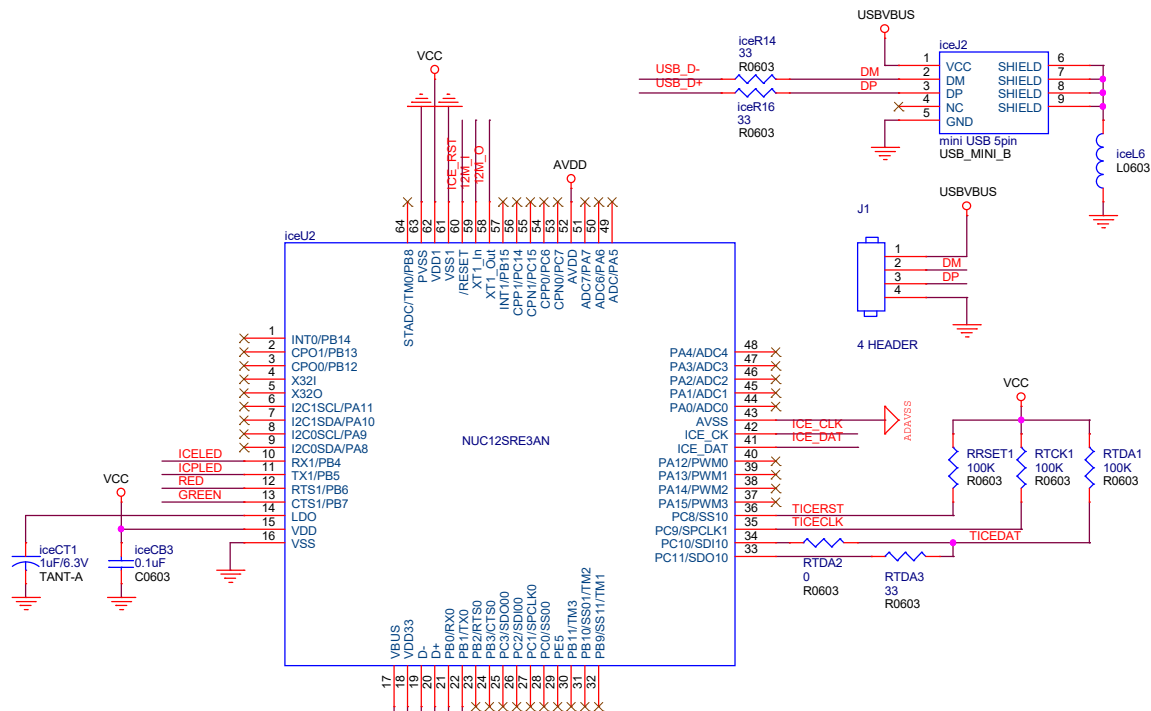 USBVBUS
iceR14
33
R0603
iceJ2
VCC
USB_D-
USB_D+
DM
DP
1
2
3
4
5
VCC
DM
DP
NC
GND
SHIELD
SHIELD
SHIELD
SHIELD
6
7
8
9
iceR16
33
R0603
mini USB 5pin
USB_MINI_B
iceL6
L0603
ICE_RST
12M_I
12M_O
AVDD
USBVBUS
J1
1
2
3
4
DM
DP
4 HEADER
iceU2
64
63
62
61
60
59
58
57
56
55
54
53
52
51
50
49
STADC/TM0/PB8
PVSS
VDD1
VSS1
/RESET
XT1_In
XT1_Out
INT1/PB15
CPP1/PC14
CPN1/PC15
CPP0/PC6
CPN0/PC7
AVDD
ADC7/PA7
ADC6/PA6
ADC/PA5
1 INT0/PB14
2 CPO1/PB13
3 CPO0/PB12
4 X32I
5 X32O
6 I2C1SCL/PA11
7 I2C1SDA/PA10
8 I2C0SCL/PA9
9 I2C0SDA/PA8
ICELED 10 RX1/PB4
ICPLED 11 TX1/PB5
RED 12 RTS1/PB6
GREEN 13 CTS1/PB7
14 LDO
15 VDD
16 VSS
NUC12SRE3AN
PA4/ADC4 48
PA3/ADC3 47
PA2/ADC2 46
PA1/ADC1 45
PA0/ADC0 44
AVSS 43
ICE_CK 42 ICE_CLK
ICE_DAT 41 ICE_DAT
PA12/PWM0 40
PA13/PWM1 39
PA14/PWM2 38
PA15/PWM3 37
PC8/SS10 36 TICERST
PC9/SPCLK1 35 TICECLK
PC10/SDI10 34
PC11/SDO10 33
ADAVSS
VCC
RRSET1
100K
R0603
RTCK1
100K
R0603
RTDA1
100K
R0603
TICEDAT
RTDA2
0
R0603
RTDA3
33
R0603
VCC
iceCT1
1uF/6.3V
TANT-A
iceCB3
0.1uF
C0603
VBUS
VDD33
D-
D+
PB0/RX0
PB1/TX0
PB2/RTS0
PB3/CTS0
PC3/SDO00
PC2/SDI00
PC1/SPCLK0
PC0/SS00
PE5
PB11/TM3
PB10/SS01/TM2
PB9/SS11/TM1
17
18
19
20
21
22
23
24
25
26
27
28
29
30
31
32